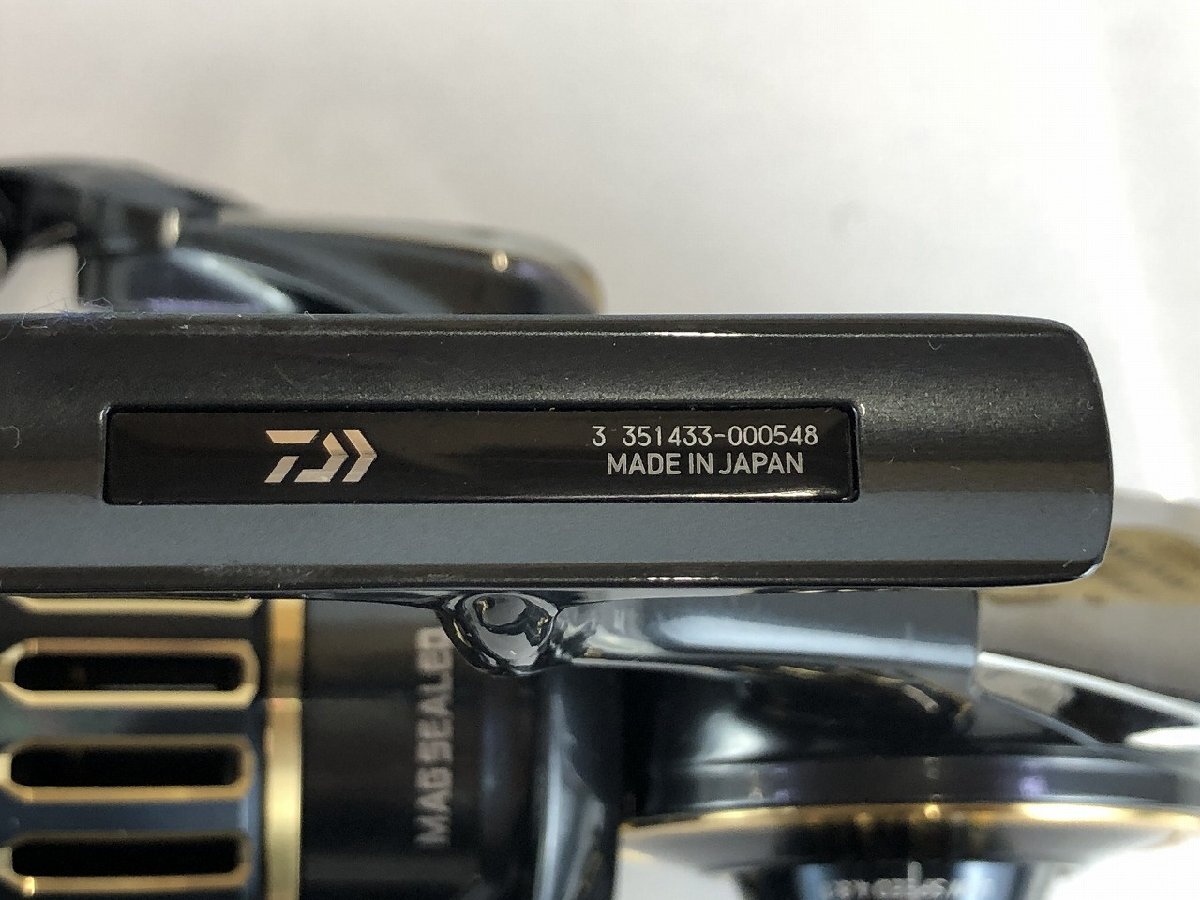 3 351433-000548
MADE IN JAPAN
MAG SEALED